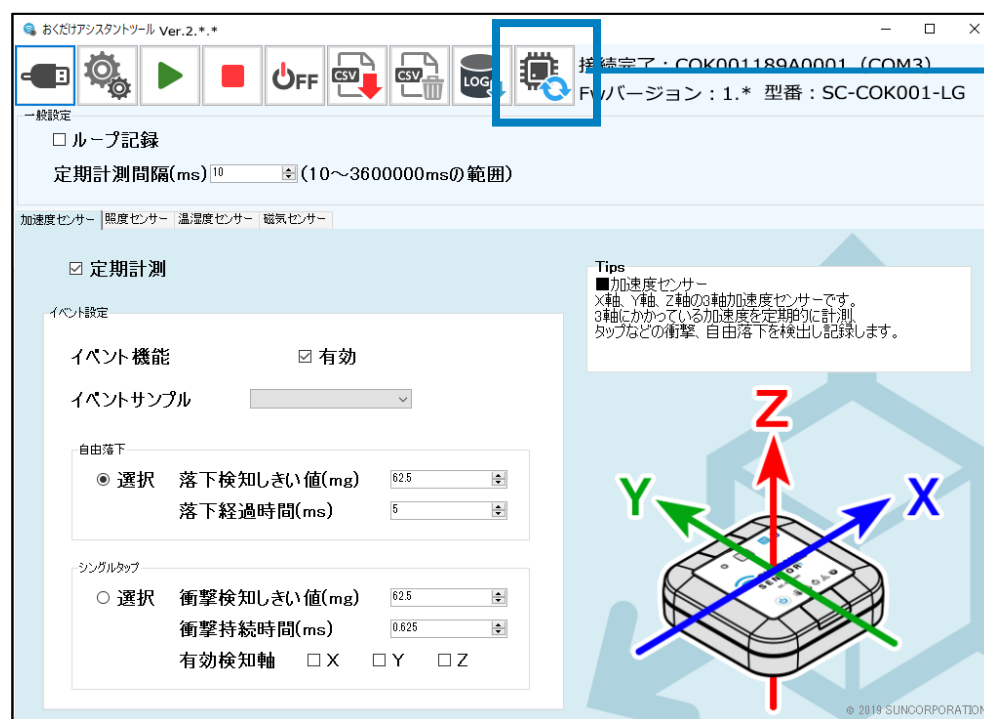 おくだけアシスタントツール Ver.2.*.*
OFF
CSV
CSV
LOG
接続完了：COK001189A0001 (COM3)
FWバージョン：1.* 型番：SC-COK001-LG
一般設定
ループ記録
定期計測間隔(ms) 10 (10～3600000msの範囲)
加速度センサー 照度センサー 温湿度センサー 磁気センサー
定期計測
イベント設定
イベント機能 有効
イベントサンプル
自由落下
選択 落下検知しきい値(mg) 62.5
落下経過時間(ms) 5
シングルタップ
選択 衝撃検知しきい値(mg) 62.5
衝撃持続時間(ms) 0.625
有効検知軸 X Y Z
Tips
■加速度センサー
X軸、Y軸、Z軸の3軸加速度センサーです。
3軸にかかっている加速度を定期的に計測、
タップなどの衝撃、自由落下を検出し記録します。
Z
Y
X
SENSOR
© 2019 SUNCORPORATION